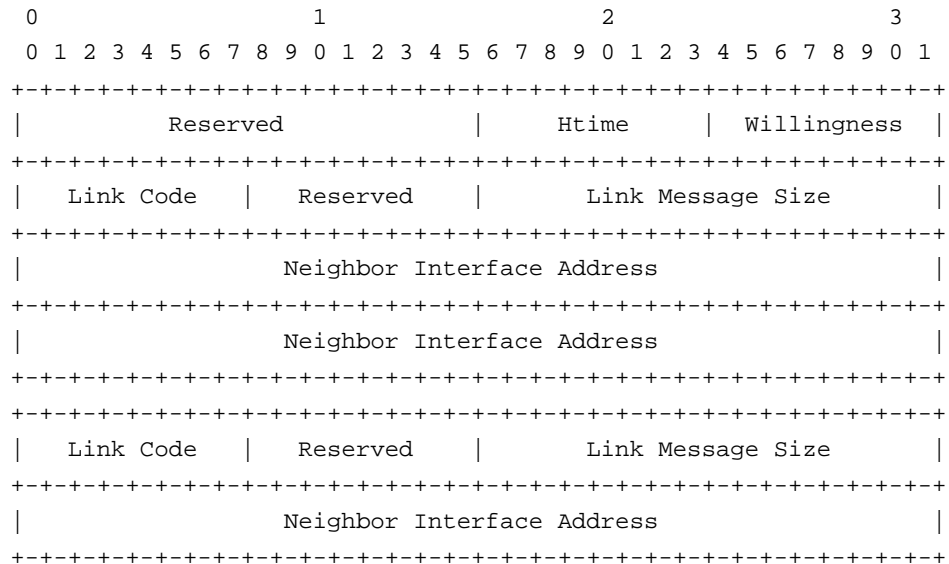 0                   1                   2                   3
 0 1 2 3 4 5 6 7 8 9 0 1 2 3 4 5 6 7 8 9 0 1 2 3 4 5 6 7 8 9 0 1
+-+-+-+-+-+-+-+-+-+-+-+-+-+-+-+-+-+-+-+-+-+-+-+-+-+-+-+-+-+-+-+-+
|          Reserved             |     Htime     |  Willingness  |
+-+-+-+-+-+-+-+-+-+-+-+-+-+-+-+-+-+-+-+-+-+-+-+-+-+-+-+-+-+-+-+-+
|   Link Code   |   Reserved    |       Link Message Size       |
+-+-+-+-+-+-+-+-+-+-+-+-+-+-+-+-+-+-+-+-+-+-+-+-+-+-+-+-+-+-+-+-+
|                  Neighbor Interface Address                   |
+-+-+-+-+-+-+-+-+-+-+-+-+-+-+-+-+-+-+-+-+-+-+-+-+-+-+-+-+-+-+-+-+
|                  Neighbor Interface Address                   |
+-+-+-+-+-+-+-+-+-+-+-+-+-+-+-+-+-+-+-+-+-+-+-+-+-+-+-+-+-+-+-+-+
+-+-+-+-+-+-+-+-+-+-+-+-+-+-+-+-+-+-+-+-+-+-+-+-+-+-+-+-+-+-+-+-+
|   Link Code   |   Reserved    |       Link Message Size       |
+-+-+-+-+-+-+-+-+-+-+-+-+-+-+-+-+-+-+-+-+-+-+-+-+-+-+-+-+-+-+-+-+
|                  Neighbor Interface Address                   |
+-+-+-+-+-+-+-+-+-+-+-+-+-+-+-+-+-+-+-+-+-+-+-+-+-+-+-+-+-+-+-+-+